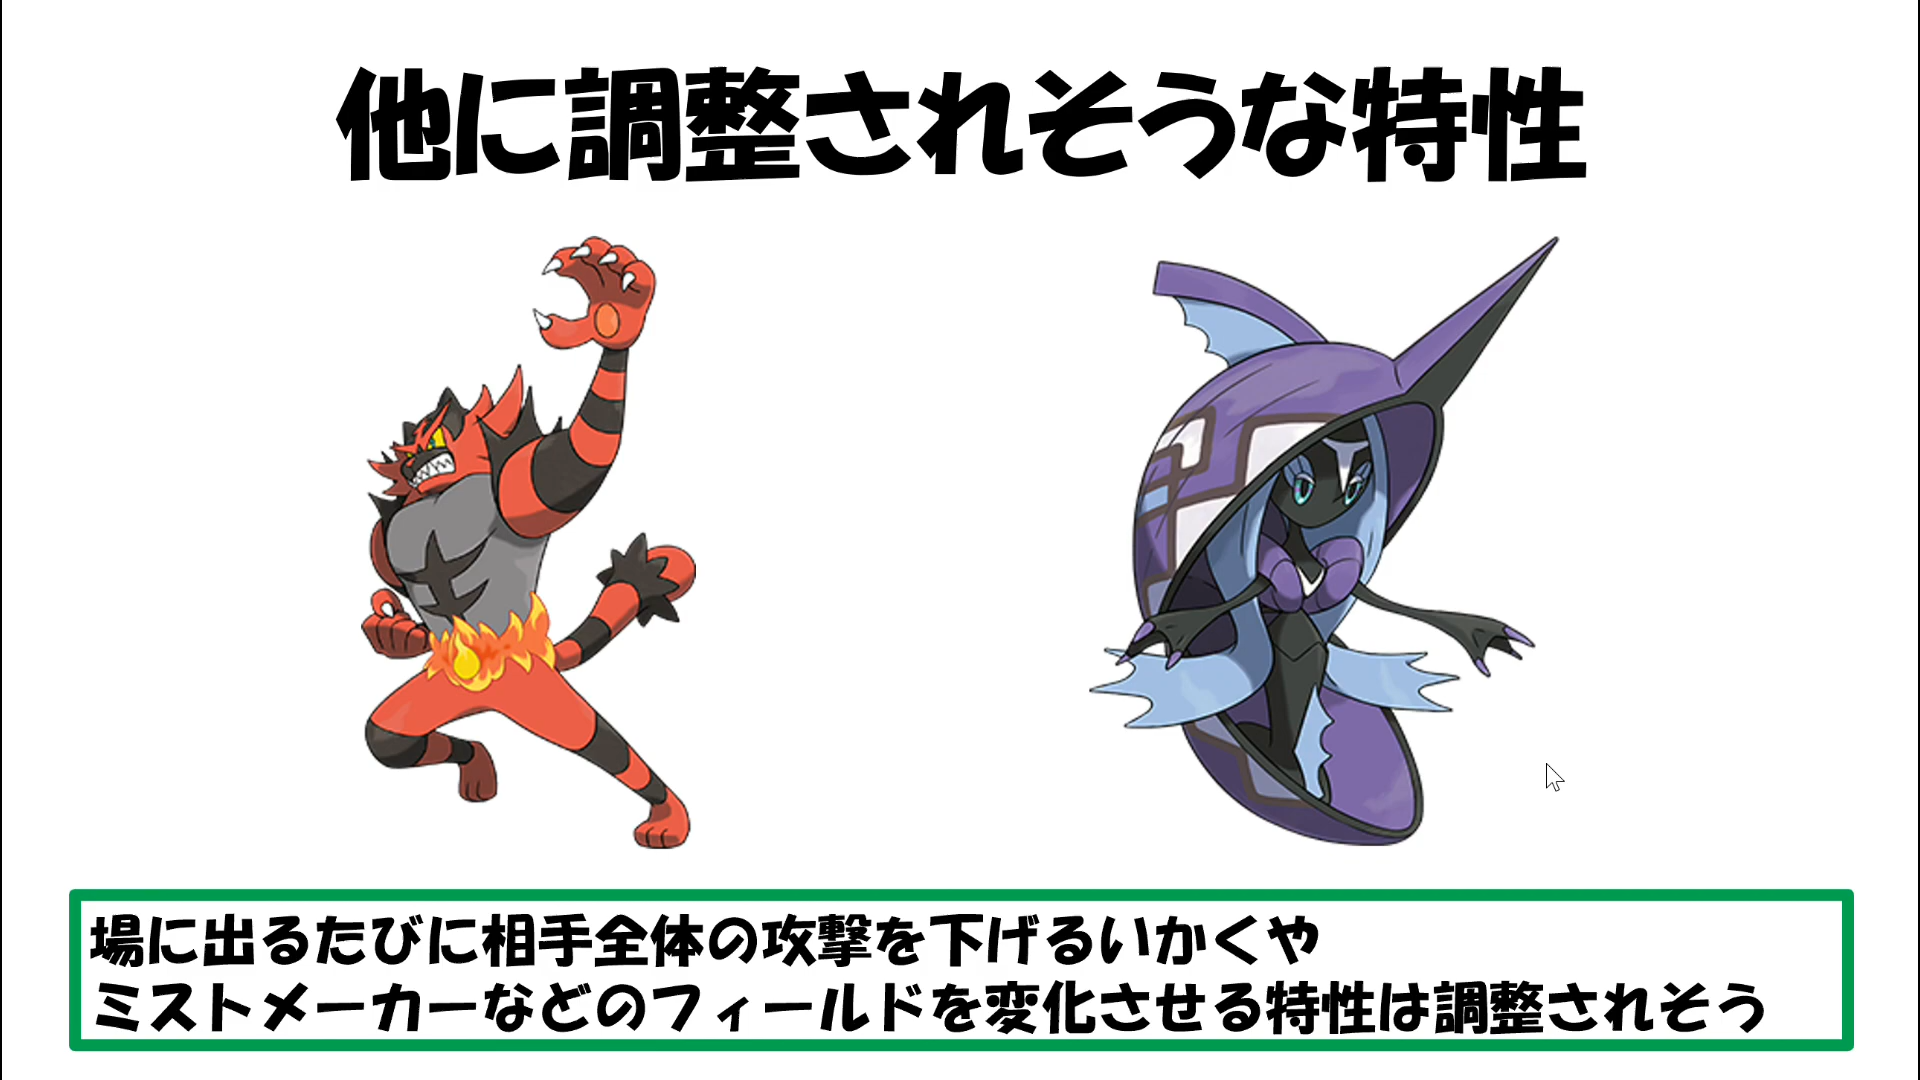 他に調整されそうな特性
場に出るたびに相手全体の攻撃を下げるいかくや
ミストメーカーなどのフィールドを変化させる特性は調整されそう